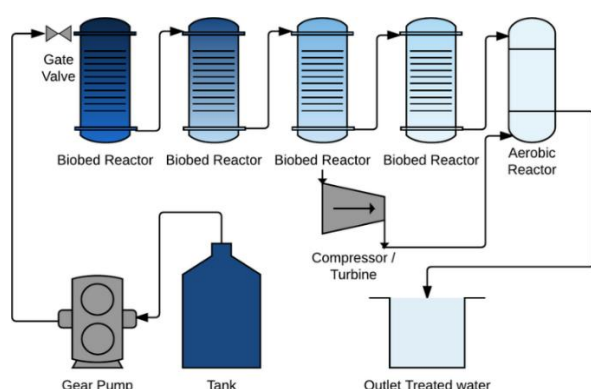 Gate
Valve
Biobed Reactor
Biobed Reactor
Biobed Reactor
Biobed Reactor
Aerobic
Reactor
Compressor /
Turbine
Gear Pump
Tank
Outlet Treated water